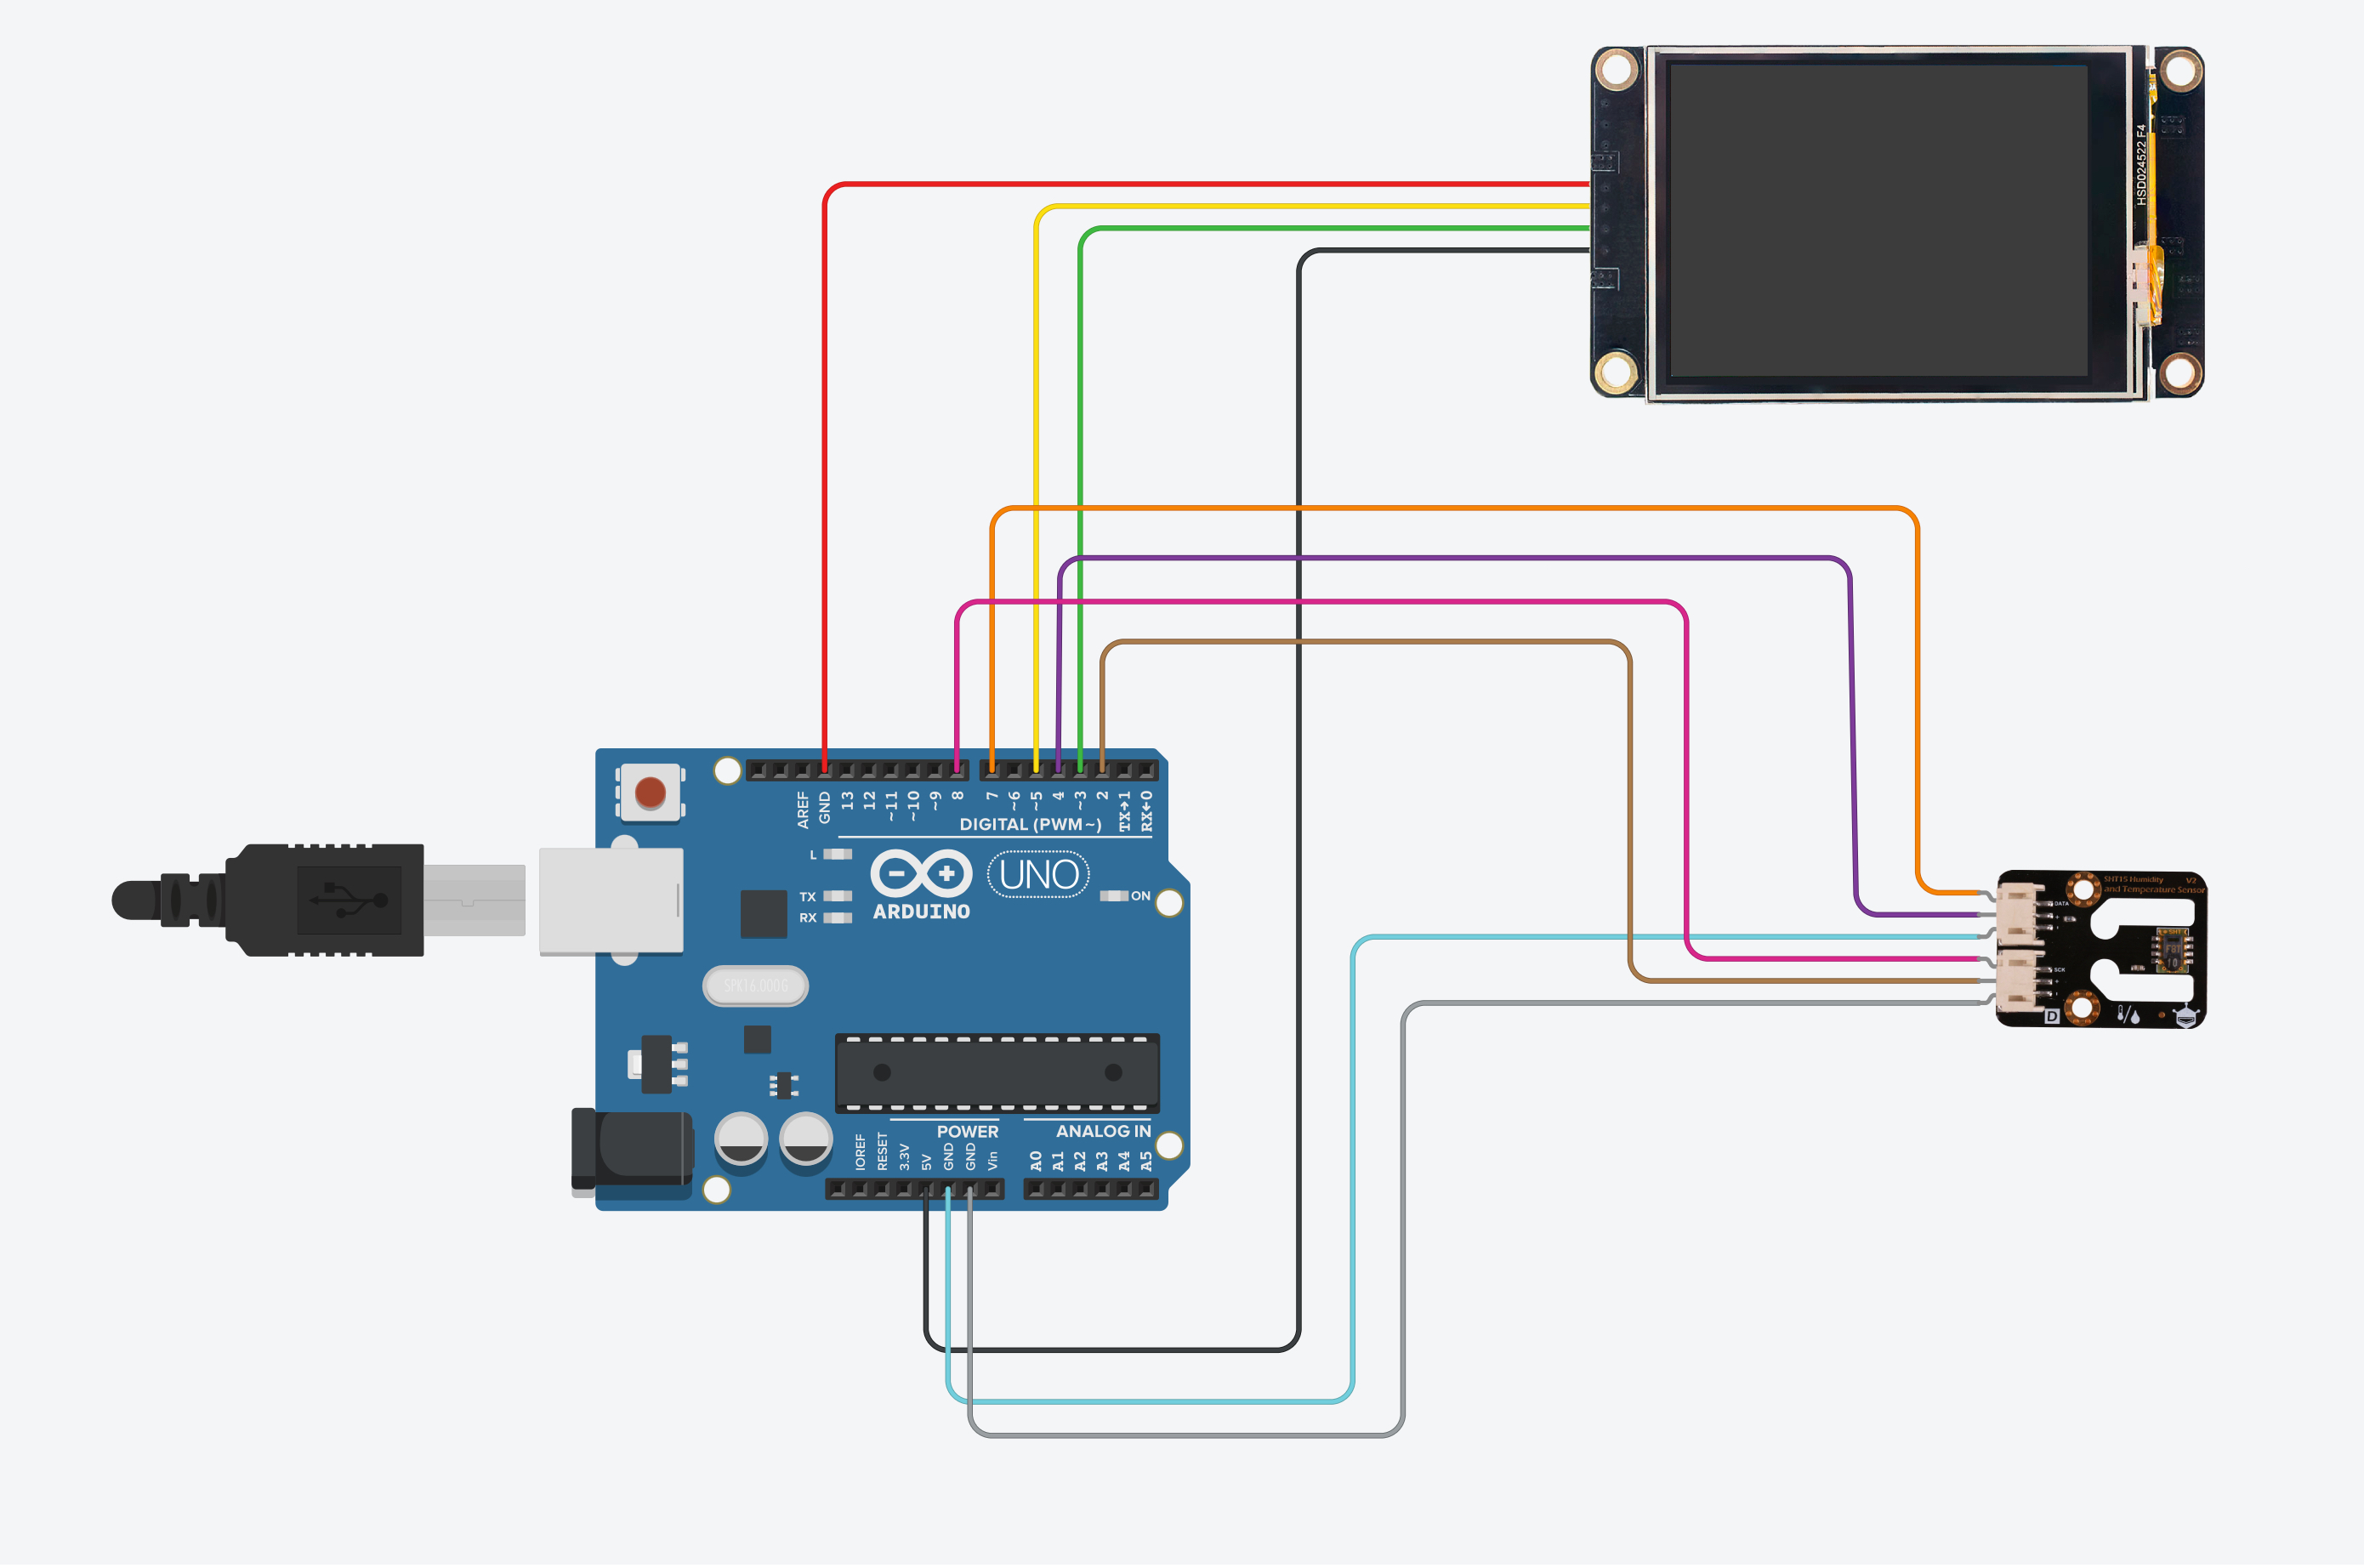 HSD024522 F4
AREF
GND
13
12
~11
~10
~9
8
7
~6
~5
4
~3
2
TX→1
RX←0
DIGITAL (PWM~)
L
TX
RX
ARDUINO
UNO
ON
SPK16.000G
SHT15 Humidity V2
and Temperature Sensor
DATA
+
-
SCK
D
IOREF
RESET
3.3V
5V
GND
GND
Vin
POWER
ANALOG IN
A0
A1
A2
A3
A4
A5